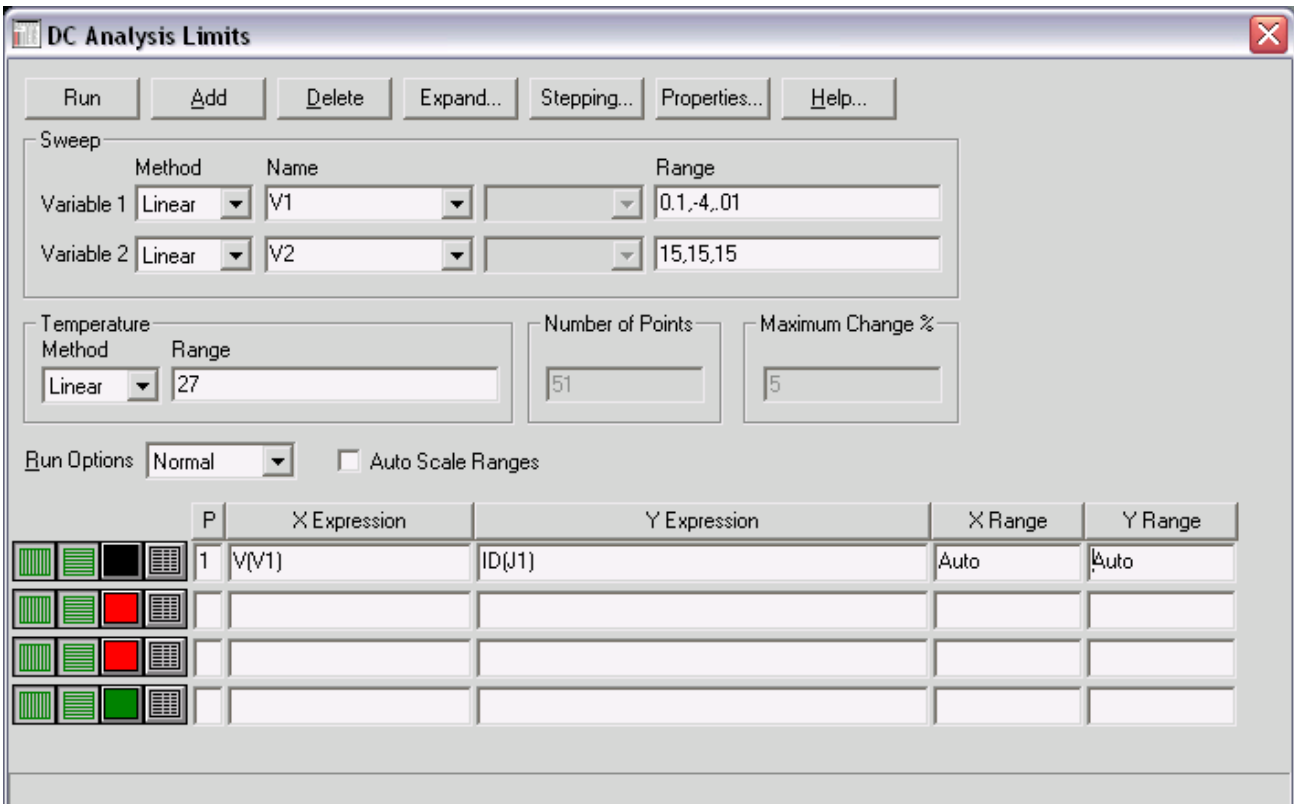 DC Analysis Limits
Run Add Delete Expand... Stepping... Properties... Help...
Sweep
Method Name Range
Variable 1 Linear V1 0.1,-4,.01
Variable 2 Linear V2 15,15,15
Temperature Number of Points Maximum Change %
Method Range
Linear 27 51 5
Run Options Normal Auto Scale Ranges
P X Expression Y Expression X Range Y Range
1 V(V1) ID(J1) Auto Auto